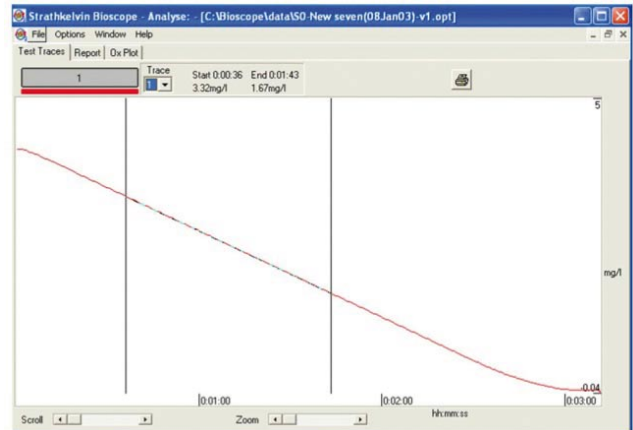 Strathkelvin Bioscope - Analyse: - [C:\Bioscope\data\S0-New seven(08Jan03)-v1.opt]
File Options Window Help
Test Traces Report Ox Plot
1 Trace 1 Start 0:00:36 End 0:01:43
3.32mg/l 1.67mg/l
5
mg/l
-0.04
0:01:00 0:02:00 0:03:00
hh:mm:ss
Scroll Zoom